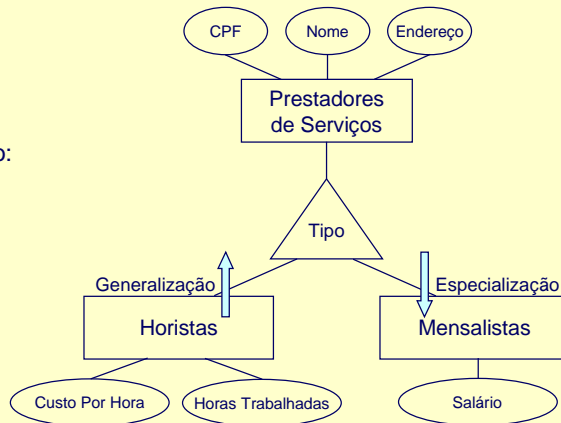 CPF
Nome
Endereço
Prestadores
de Serviços
o:
Tipo
Generalização
Especialização
Horistas
Mensalistas
Custo Por Hora
Horas Trabalhadas
Salário